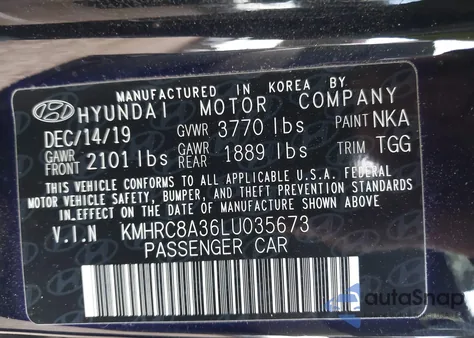 MANUFACTURED IN KOREA BY.
HYUNDAI MOTOR COMPANY
DEC/14/19 GVWR 3770 lbs PAINT NKA
GAWR FRONT 2101 lbs GAWR REAR 1889 lbs TRIM TGG
THIS VEHICLE CONFORMS TO ALL APPLICABLE U.S.A. FEDERAL
MOTOR VEHICLE SAFETY, BUMPER, AND THEFT PREVENTION
STANDARDS IN EFFECT ON THE DATE OF MANUFACTURE SHOWN ABOVE.
V.I.N KMHRC8A36LU035673
PASSENGER CAR
autoSnap